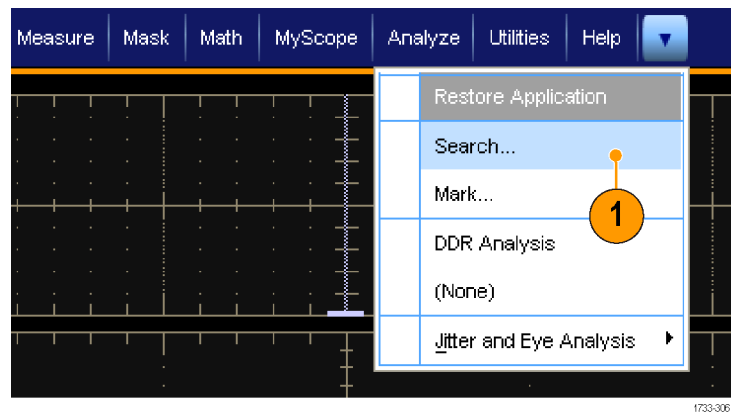 Measure Mask Math MyScope Analyze Utilities Help
Restore Application
Search...
1
Mark...
DDR Analysis
(None)
Jitter and Eye Analysis
1733-306